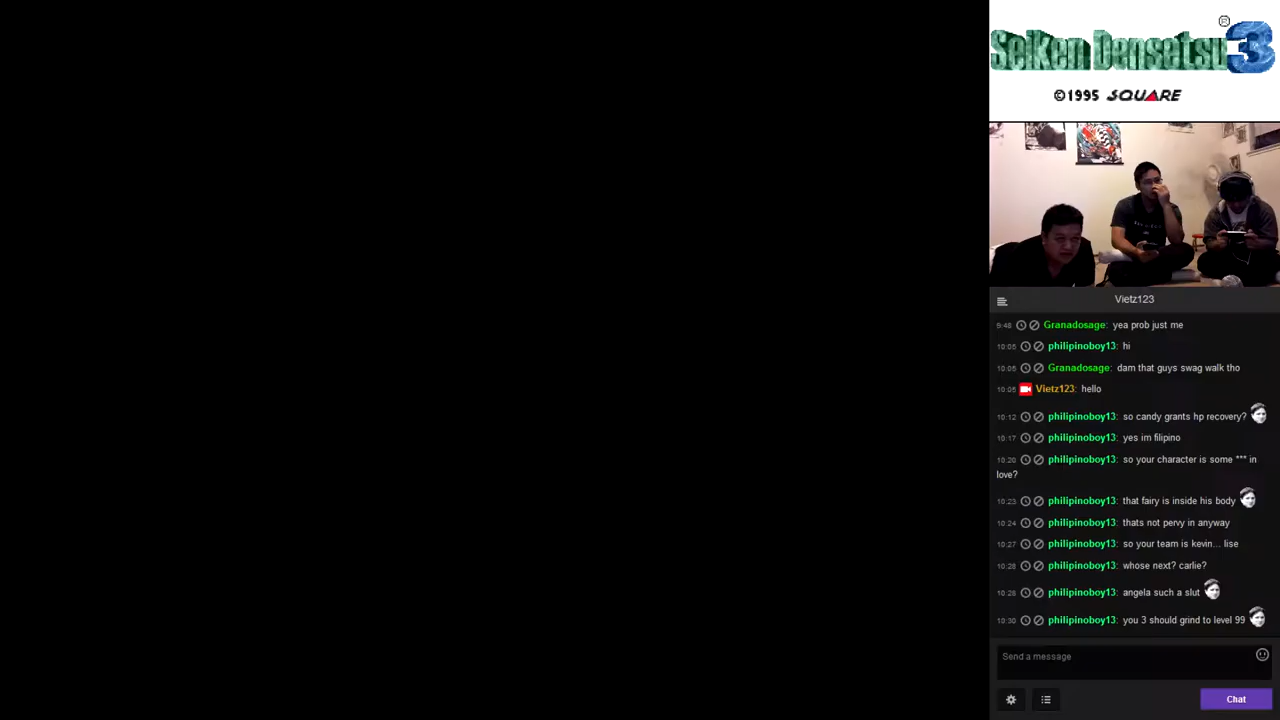 Seiken Densetsu 3
©1995 SQUARE
Vietz123
9:48 Granadosage: yea prob just me
10:05 philipinoboy13: hi
10:05 Granadosage: dam that guys swag walk tho
10:05 Vietz123: hello
10:12 philipinoboy13: so candy grants hp recovery?
10:17 philipinoboy13: yes im filipino
10:20 philipinoboy13: so your character is some *** in
love?
10:23 philipinoboy13: that fairy is inside his body
10:24 philipinoboy13: thats not pervy in anyway
10:27 philipinoboy13: so your team is kevin... lise
10:28 philipinoboy13: whose next? carlie?
10:28 philipinoboy13: angela such a slut
10:30 philipinoboy13: you 3 should grind to level 99
Send a message
Chat